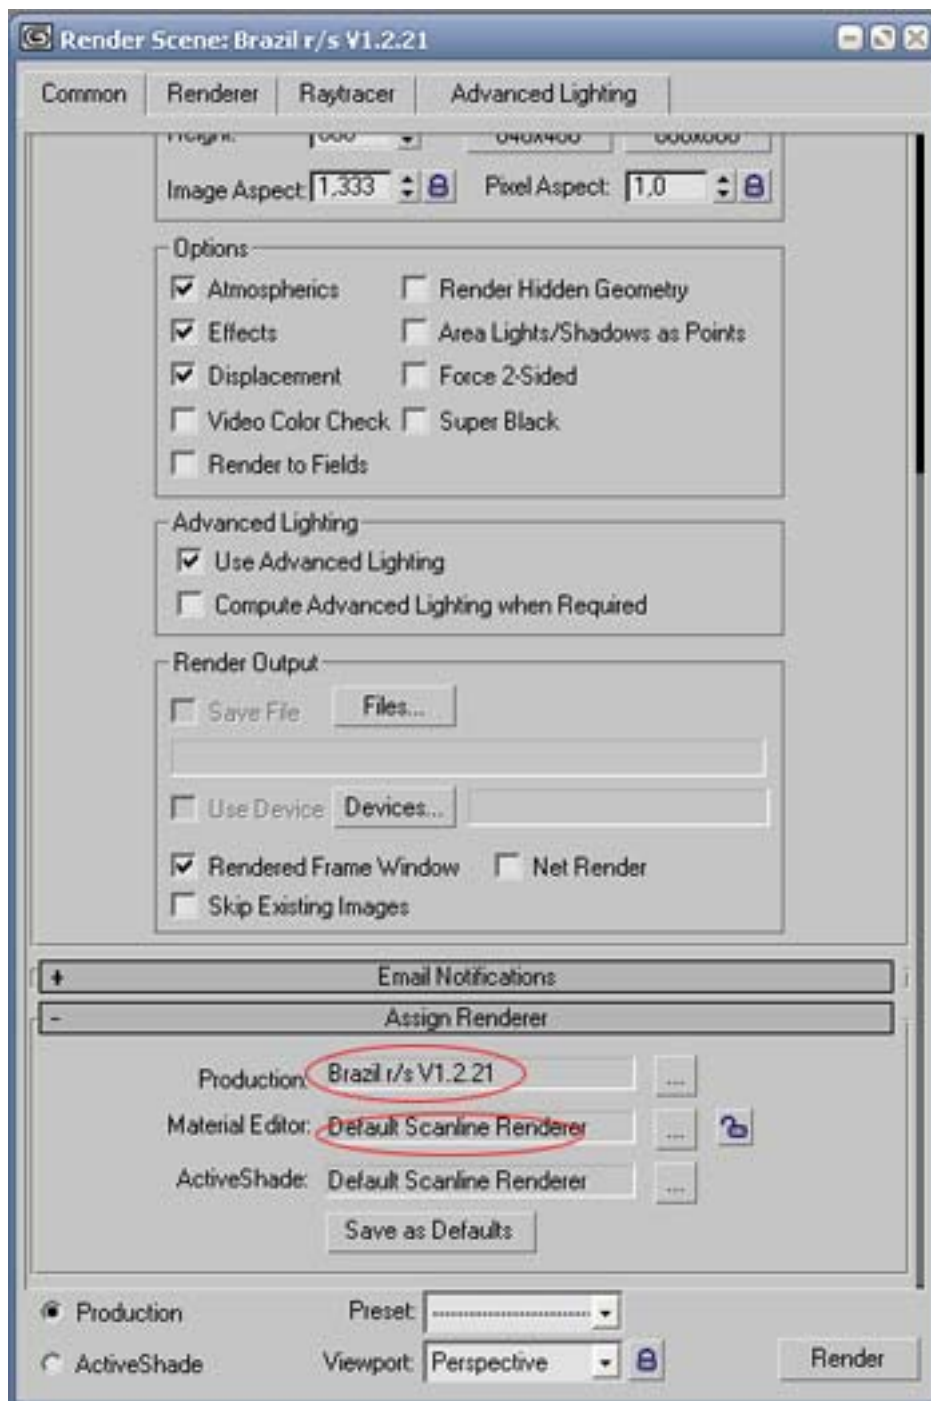 Render Scene: Brazil r/s V1.2.21
Common Renderer Raytracer Advanced Lighting
Height:
Image Aspect: 1,333 Pixel Aspect: 1,0
Options
Atmospherics Render Hidden Geometry
Effects Area Lights/Shadows as Points
Displacement Force 2-Sided
Video Color Check Super Black
Render to Fields
Advanced Lighting
Use Advanced Lighting
Compute Advanced Lighting when Required
Render Output
Save File Files...
Use Device Devices...
Rendered Frame Window Net Render
Skip Existing Images
+ Email Notifications
- Assign Renderer
Production: Brazil r/s V1.2.21 ...
Material Editor: Default Scanline Renderer ...
ActiveShade: Default Scanline Renderer ...
Save as Defaults
Production Preset: --------------------------
ActiveShade Viewport: Perspective Render